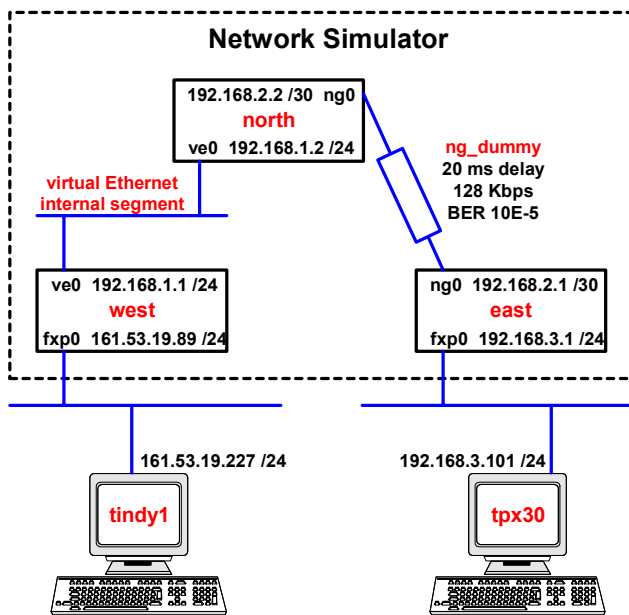 Network Simulator
192.168.2.2 /30 ng0
north
ve0 192.168.1.2 /24
ng_dummy
20 ms delay
128 Kbps
BER 10E-5
virtual Ethernet
internal segment
ve0 192.168.1.1 /24
west
fxp0 161.53.19.89 /24
ng0 192.168.2.1 /30
east
fxp0 192.168.3.1 /24
161.53.19.227 /24
192.168.3.101 /24
tindy1
tpx30